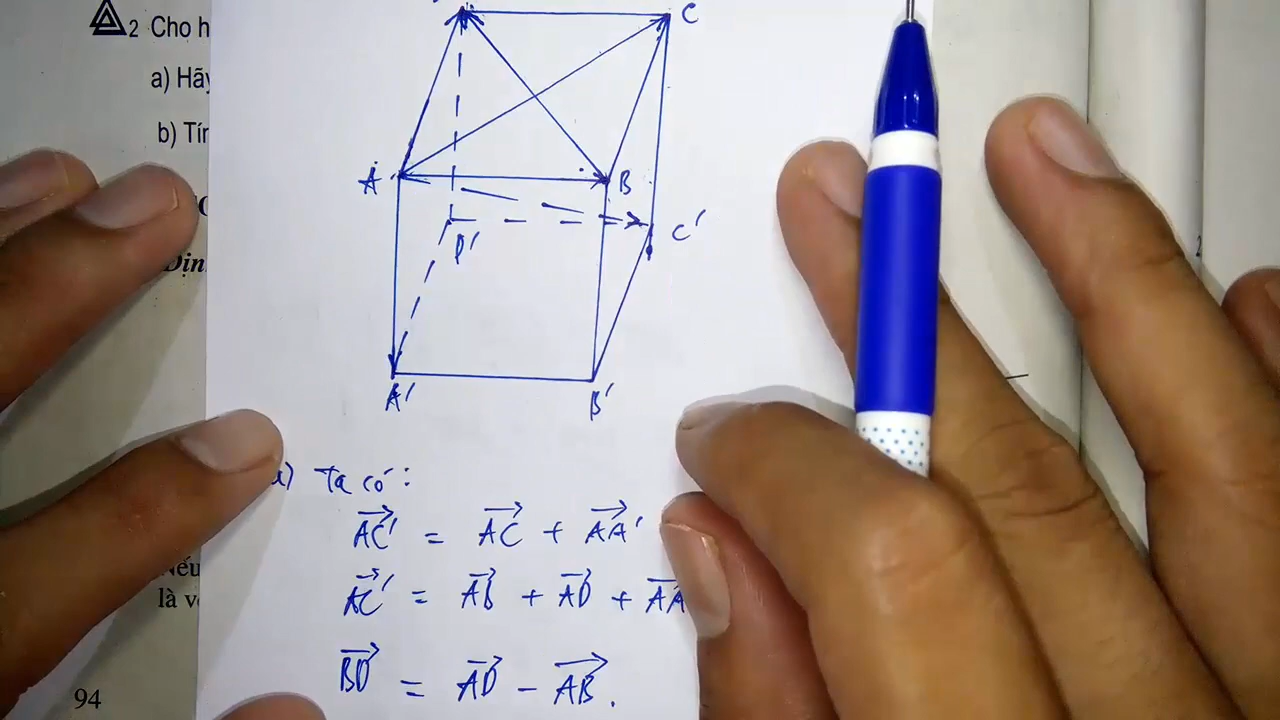 2 Cho h
a) Hãy
b) Tín
C
A
B
D'
C'
A'
B'
Địn
a) Ta có:
AC' = AC + AA'
AC' = AB + AD + AA
Nếu
là v
BD = AD - AB.
94